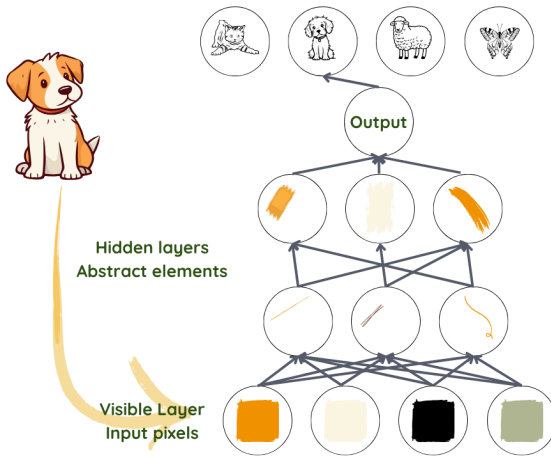 Output
Hidden layers
Abstract elements
Visible Layer
Input pixels